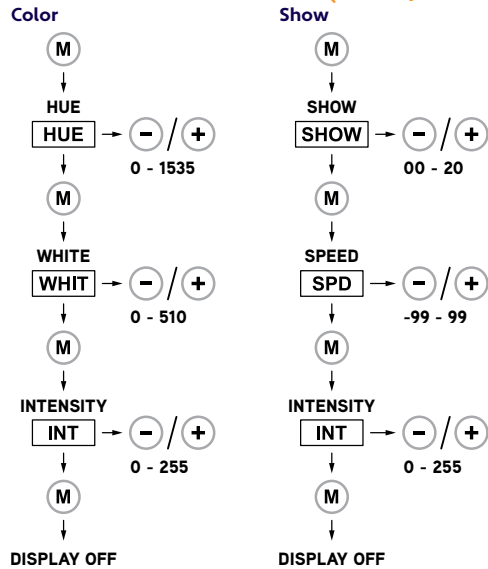 Color
M
HUE
HUE
- / +
0 - 1535
M
WHITE
WHIT
- / +
0 - 510
M
INTENSITY
INT
- / +
0 - 255
M
DISPLAY OFF
Show
M
SHOW
SHOW
- / +
00 - 20
M
SPEED
SPD
- / +
-99 - 99
M
INTENSITY
INT
- / +
0 - 255
M
DISPLAY OFF